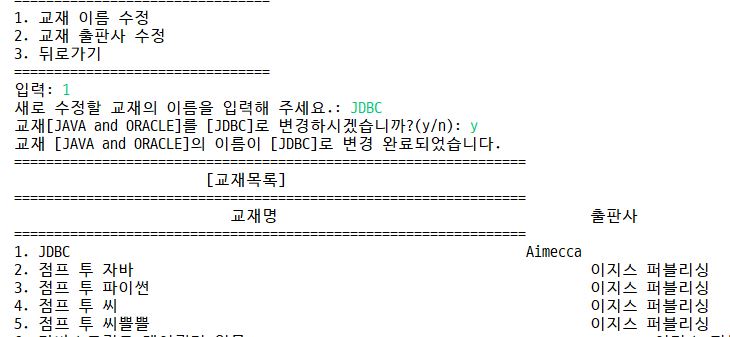 ===============================
1. 교재 이름 수정
2. 교재 출판사 수정
3. 뒤로가기
===============================
입력: 1
새로 수정할 교재의 이름을 입력해 주세요.: JDBC
교재[JAVA and ORACLE]를 [JDBC]로 변경하시겠습니까?(y/n): y
교재 [JAVA and ORACLE]의 이름이 [JDBC]로 변경 완료되었습니다.
===============================================================
[교재목록]
===============================================================
교재명 출판사
===============================================================
1. JDBC Aimecca
2. 점프 투 자바 이지스 퍼블리싱
3. 점프 투 파이썬 이지스 퍼블리싱
4. 점프 투 씨 이지스 퍼블리싱
5. 점프 투 씨쁠쁠 이지스 퍼블리싱